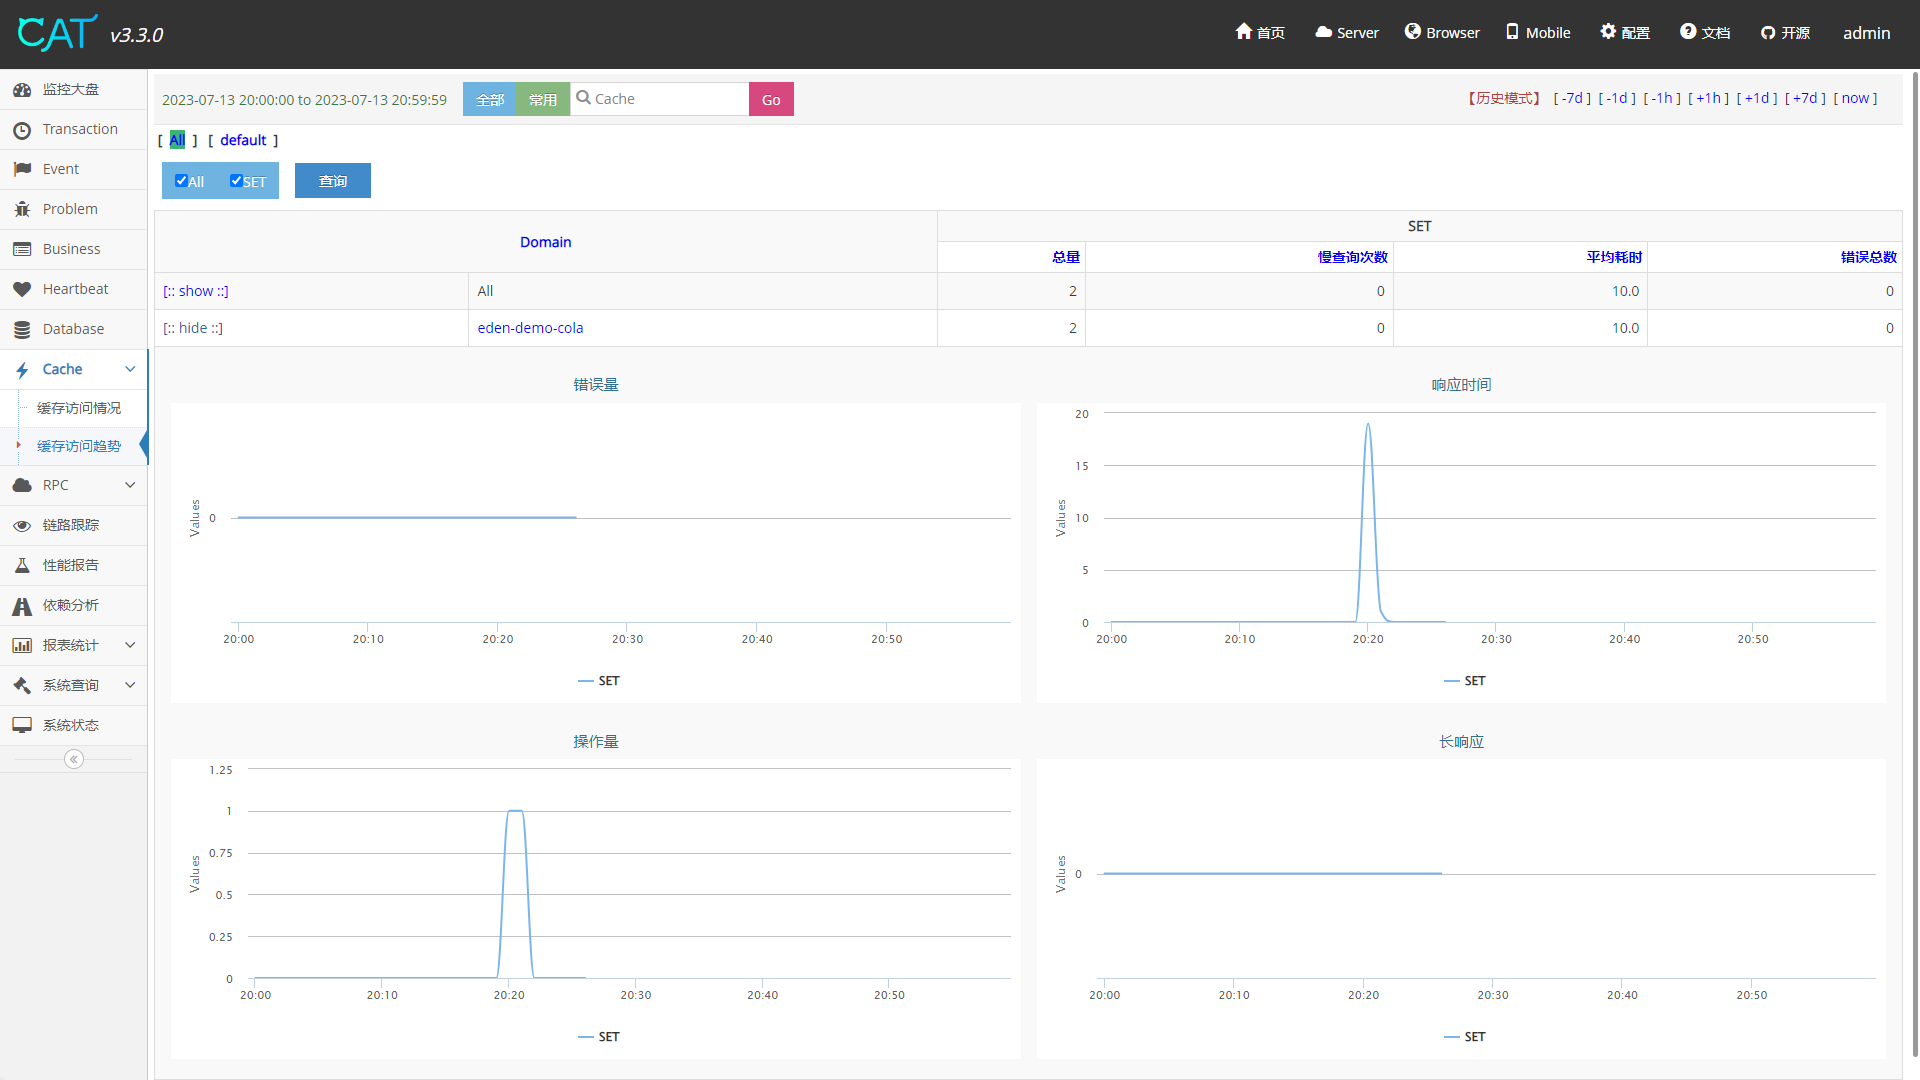 CAT v3.3.0
首页 Server Browser Mobile 配置 文档 开源 admin
监控大盘
Transaction
Event
Problem
Business
Heartbeat
Database
Cache
缓存访问情况
缓存访问趋势
RPC
链路跟踪
性能报告
依赖分析
报表统计
系统查询
系统状态
2023-07-13 20:00:00 to 2023-07-13 20:59:59 全部 常用 Cache Go 【历史模式】 [ -7d ] [ -1d ] [ -1h ] [ +1h ] [ +1d ] [ +7d ] [ now ]
[ All ] [ default ]
All SET 查询
Domain SET
总量 慢查询次数 平均耗时 错误总数
[:: show ::] All 2 0 10.0 0
[:: hide ::] eden-demo-cola 2 0 10.0 0
错误量
Values
0
20:00 20:10 20:20 20:30 20:40 20:50
SET
响应时间
Values
20
15
10
5
0
20:00 20:10 20:20 20:30 20:40 20:50
SET
操作量
Values
1.25
1
0.75
0.5
0.25
0
20:00 20:10 20:20 20:30 20:40 20:50
SET
长响应
Values
0
20:00 20:10 20:20 20:30 20:40 20:50
SET